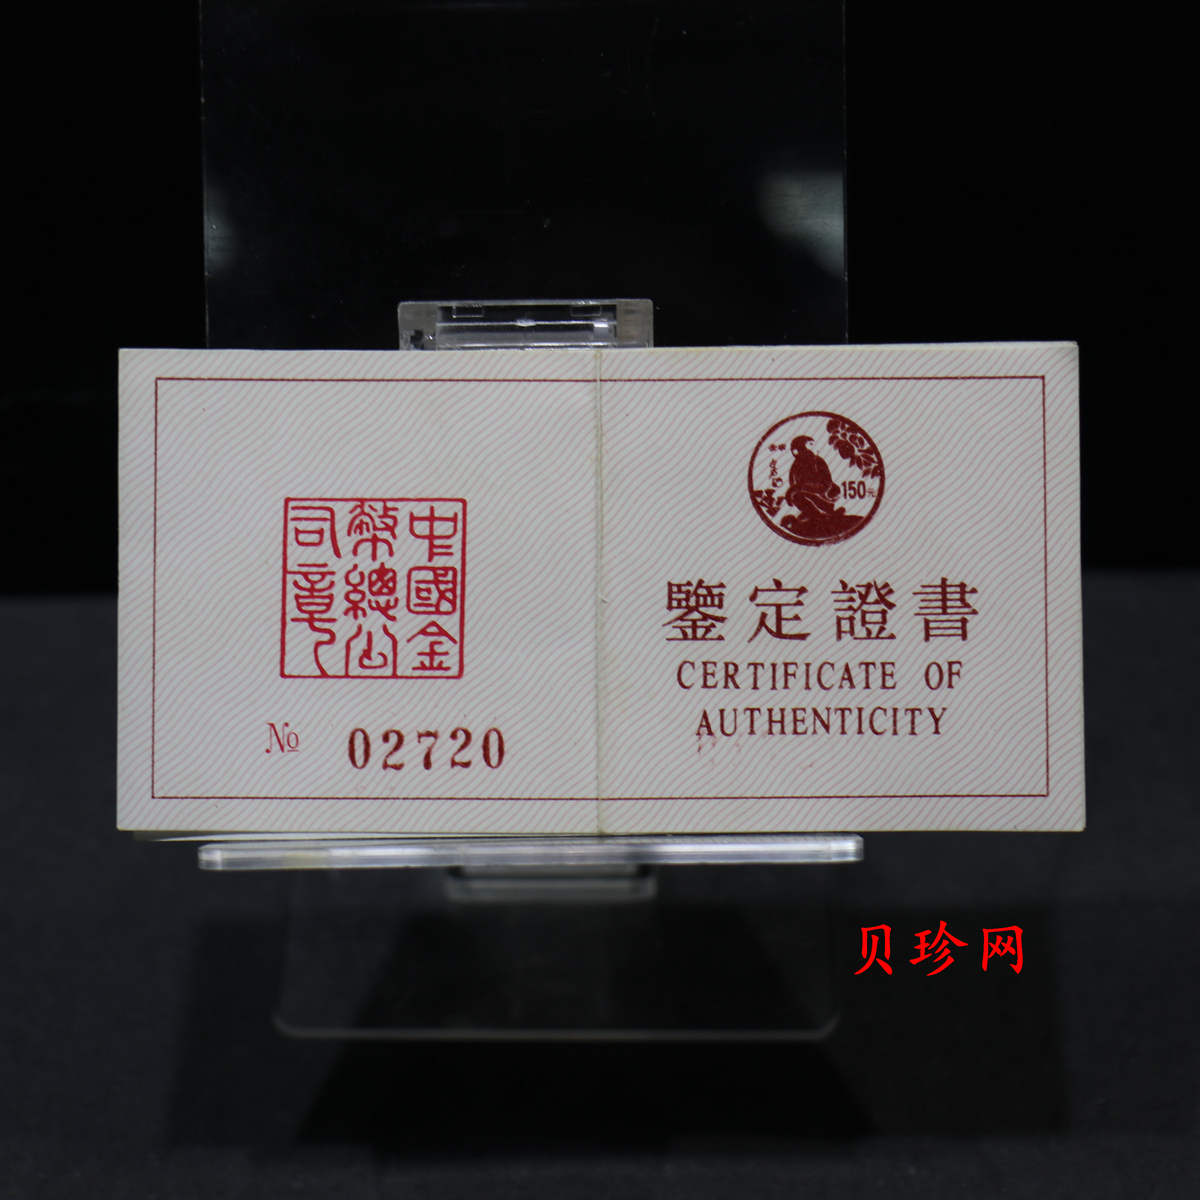 中國金
幣總公
司章
№ 02720
150元
鑒定證書
CERTIFICATE OF
AUTHENTICITY
贝珍网